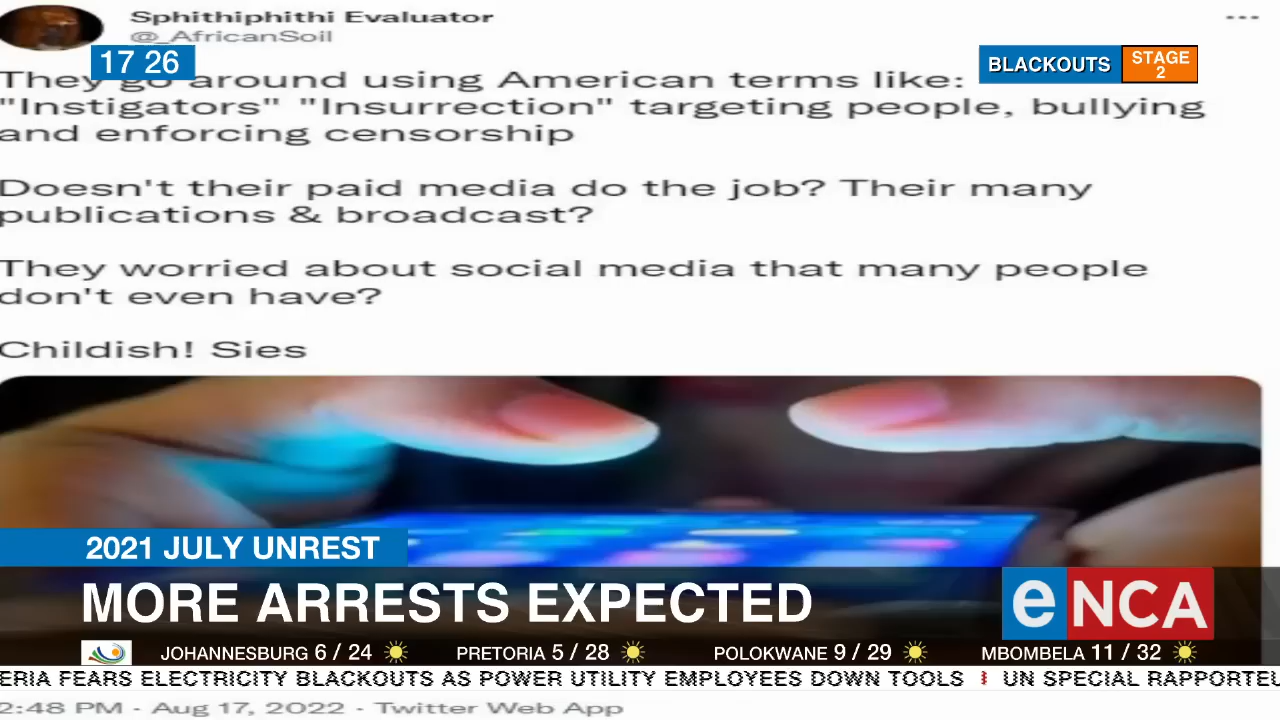 Sphithiphithi Evaluator
@_AfricanSoil
17 26
BLACKOUTS
STAGE
2
They go around using American terms like:
"Instigators" "Insurrection" targeting people, bullying
and enforcing censorship
Doesn't their paid media do the job? Their many
publications & broadcast?
They worried about social media that many people
don't even have?
Childish! Sies
2021 JULY UNREST
MORE ARRESTS EXPECTED
eNCA
JOHANNESBURG 6 / 24 PRETORIA 5 / 28 POLOKWANE 9 / 29 MBOMBELA 11 / 32
FEARS ELECTRICITY BLACKOUTS AS POWER UTILITY EMPLOYEES DOWN TOOLS UN SPECIAL
2:48 PM · Aug 17, 2022 · Twitter Web App